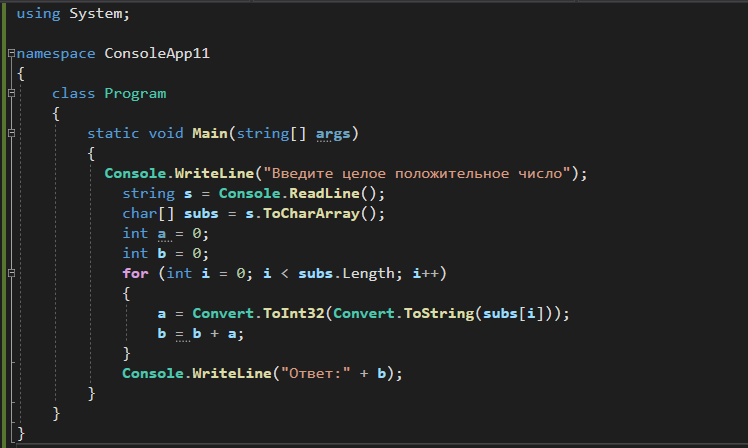 using System;
namespace ConsoleApp11
{
class Program
{
static void Main(string[] args)
{
Console.WriteLine("Введите целое положительное число");
string s = Console.ReadLine();
char[] subs = s.ToCharArray();
int a = 0;
int b = 0;
for (int i = 0; i < subs.Length; i++)
{
a = Convert.ToInt32(Convert.ToString(subs[i]));
b = b + a;
}
Console.WriteLine("Ответ:" + b);
}
}
}